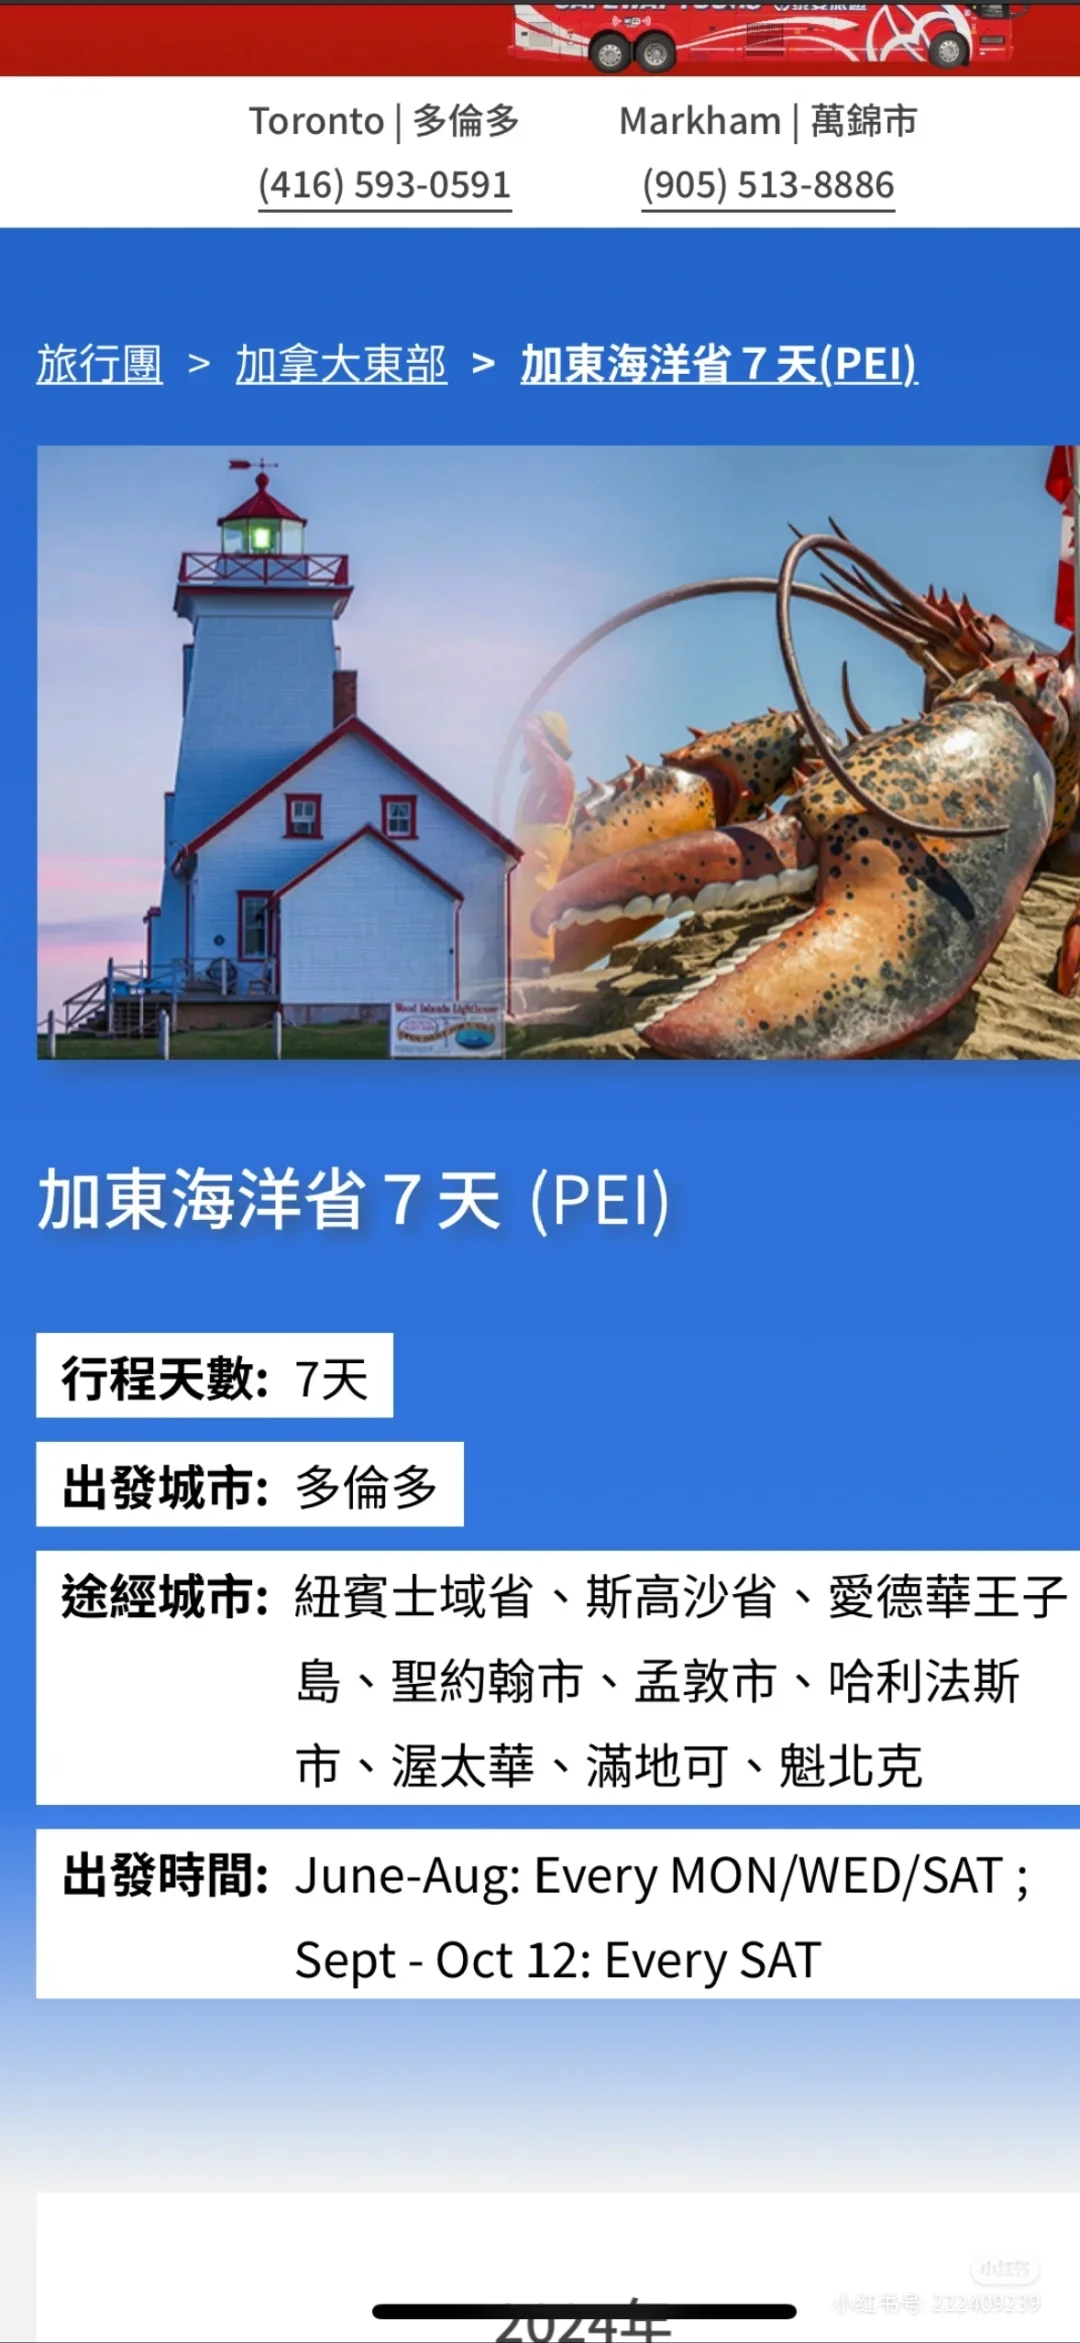 SAFEWAY TOURS
WiFi
Toronto | 多倫多
Markham | 萬錦市
(416) 593-0591
(905) 513-8886
旅行團 > 加拿大東部 > 加東海洋省７天(PEI)
Wood Islands Lighthouse
加東海洋省７天 (PEI)
行程天數: 7天
出發城市: 多倫多
途經城市: 紐賓士域省、斯高沙省、愛德華王子
島、聖約翰市、孟敦市、哈利法斯
市、渥太華、滿地可、魁北克
出發時間: June-Aug: Every MON/WED/SAT ;
Sept - Oct 12: Every SAT
2024年
小红书
小红书号: 222409239